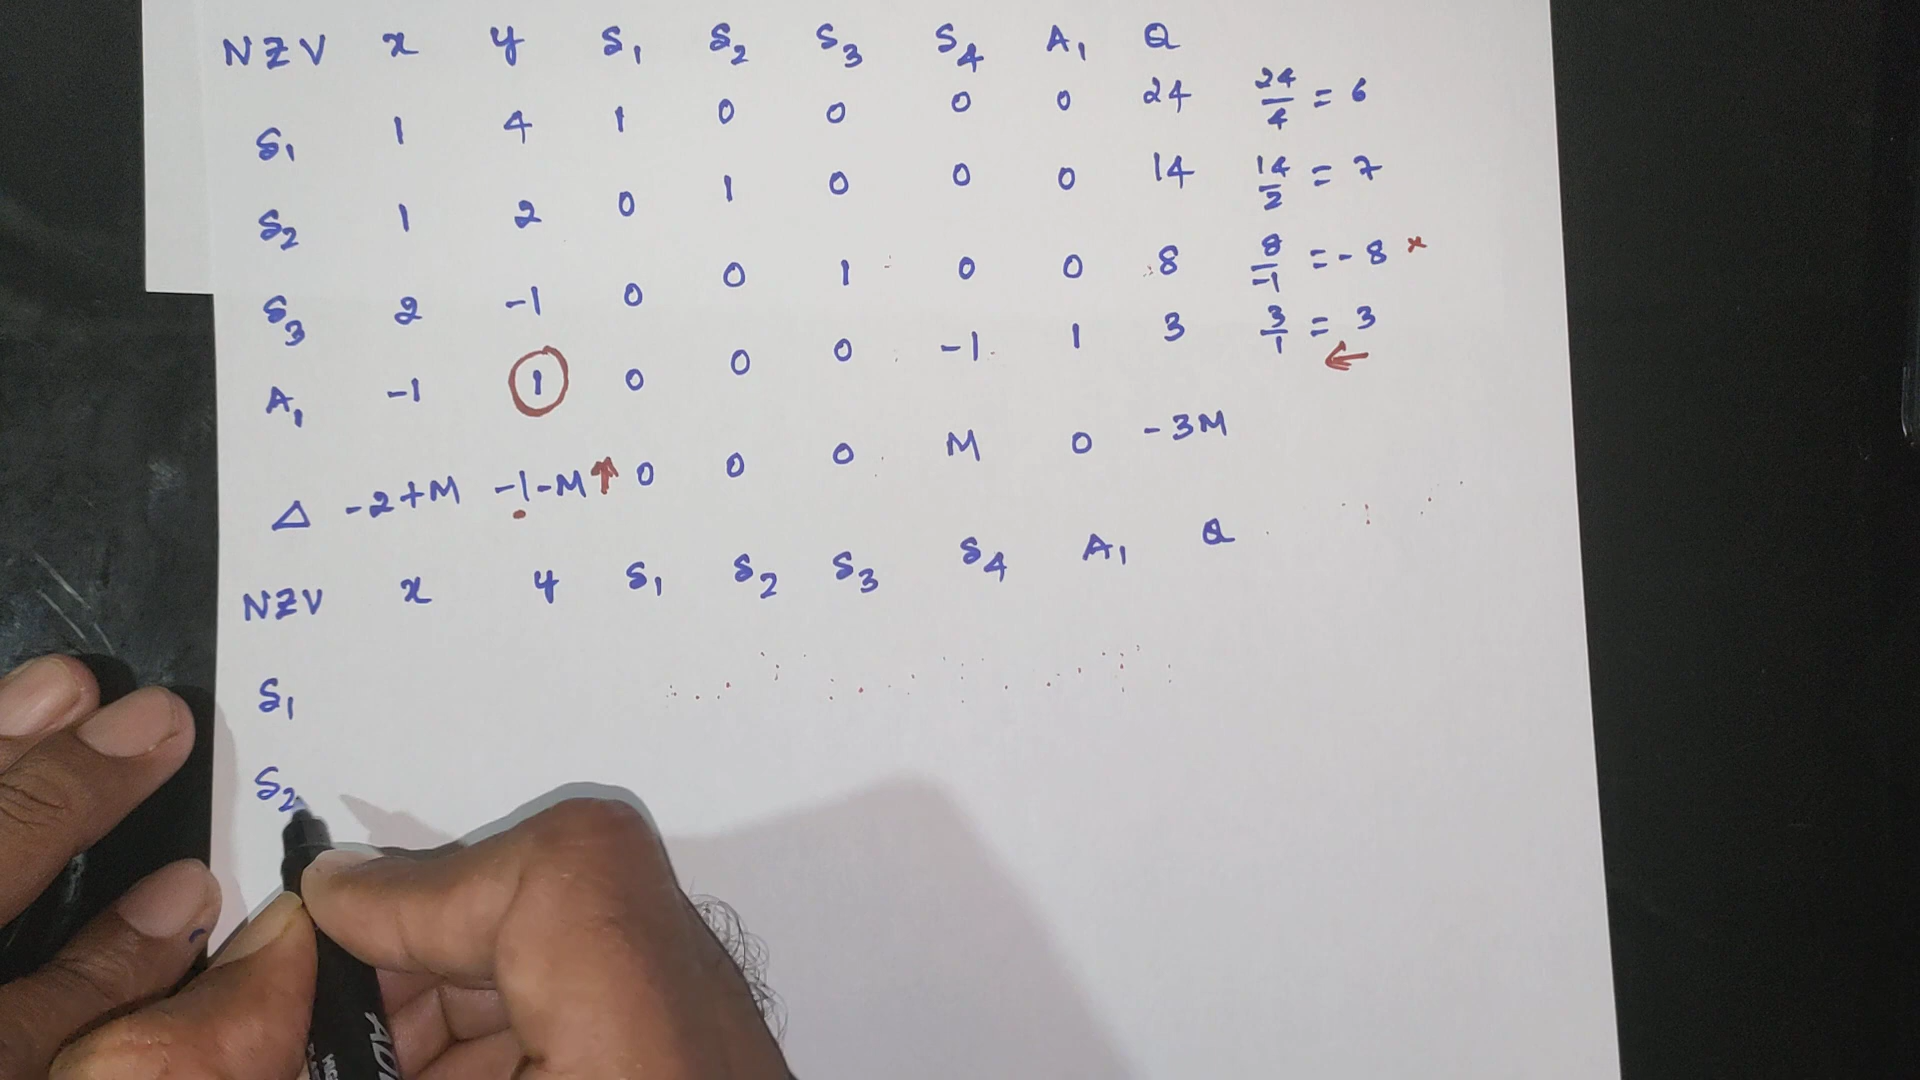 NZV x y S₁ S₂ S₃ S₄ A₁ Q
S₁ 1 4 1 0 0 0 0 24 24/4 = 6
S₂ 1 2 0 1 0 0 0 14 14/2 = 7
S₃ 2 -1 0 0 1 0 0 8 8/-1 = -8 x
A₁ -1 1 0 0 0 -1 1 3 3/1 = 3 ←
Δ -2+M -1-M ↑ 0 0 0 M 0 -3M
NZV x y S₁ S₂ S₃ S₄ A₁ Q
S₁
S₂